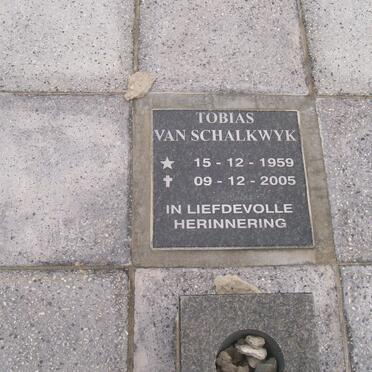 TOBIAS
VAN SCHALKWYK
★ 15 - 12 - 1959
✝ 09 - 12 - 2005
IN LIEFDEVOLLE
HERINNERING